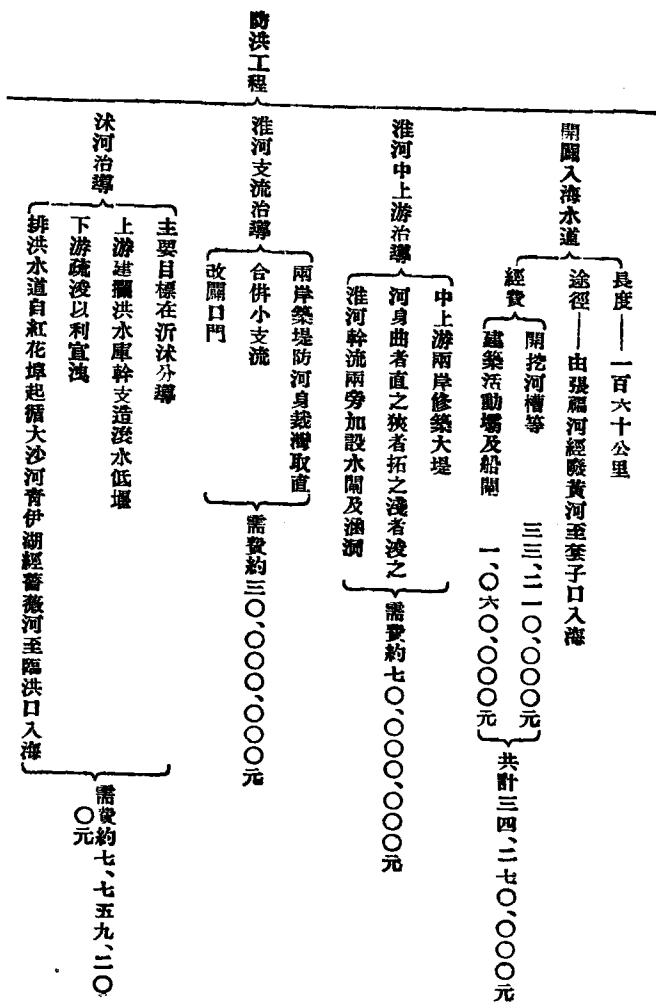 防洪工程
開闢入海水道
長度——一百六十公里
途徑——由張福河經廢黃河至套子口入海
經費
開挖河槽等 三三、二一〇、〇〇〇元
建築活動壩及船閘 一、〇六〇、〇〇〇元
共計三四、二七〇、〇〇〇元
淮河中上游治導
中上游兩岸修築大堤
河身曲者直之狹者拓之淺者浚之
淮河幹流兩旁加設水閘及涵洞
需費約七〇、〇〇〇、〇〇〇元
淮河支流治導
兩岸築堤防河身裁灣取直
合併小支流
改闢口門
需費約三〇、〇〇〇、〇〇〇元
沭河治導
主要目標在沂沭分導
上游建攔洪水庫幹支造滾水低堰
下游疏浚以利宣洩
排洪水道自紅花埠起循大沙河青伊湖經薔薇河至臨洪口入海
需費約七、七五九、二〇
〇元